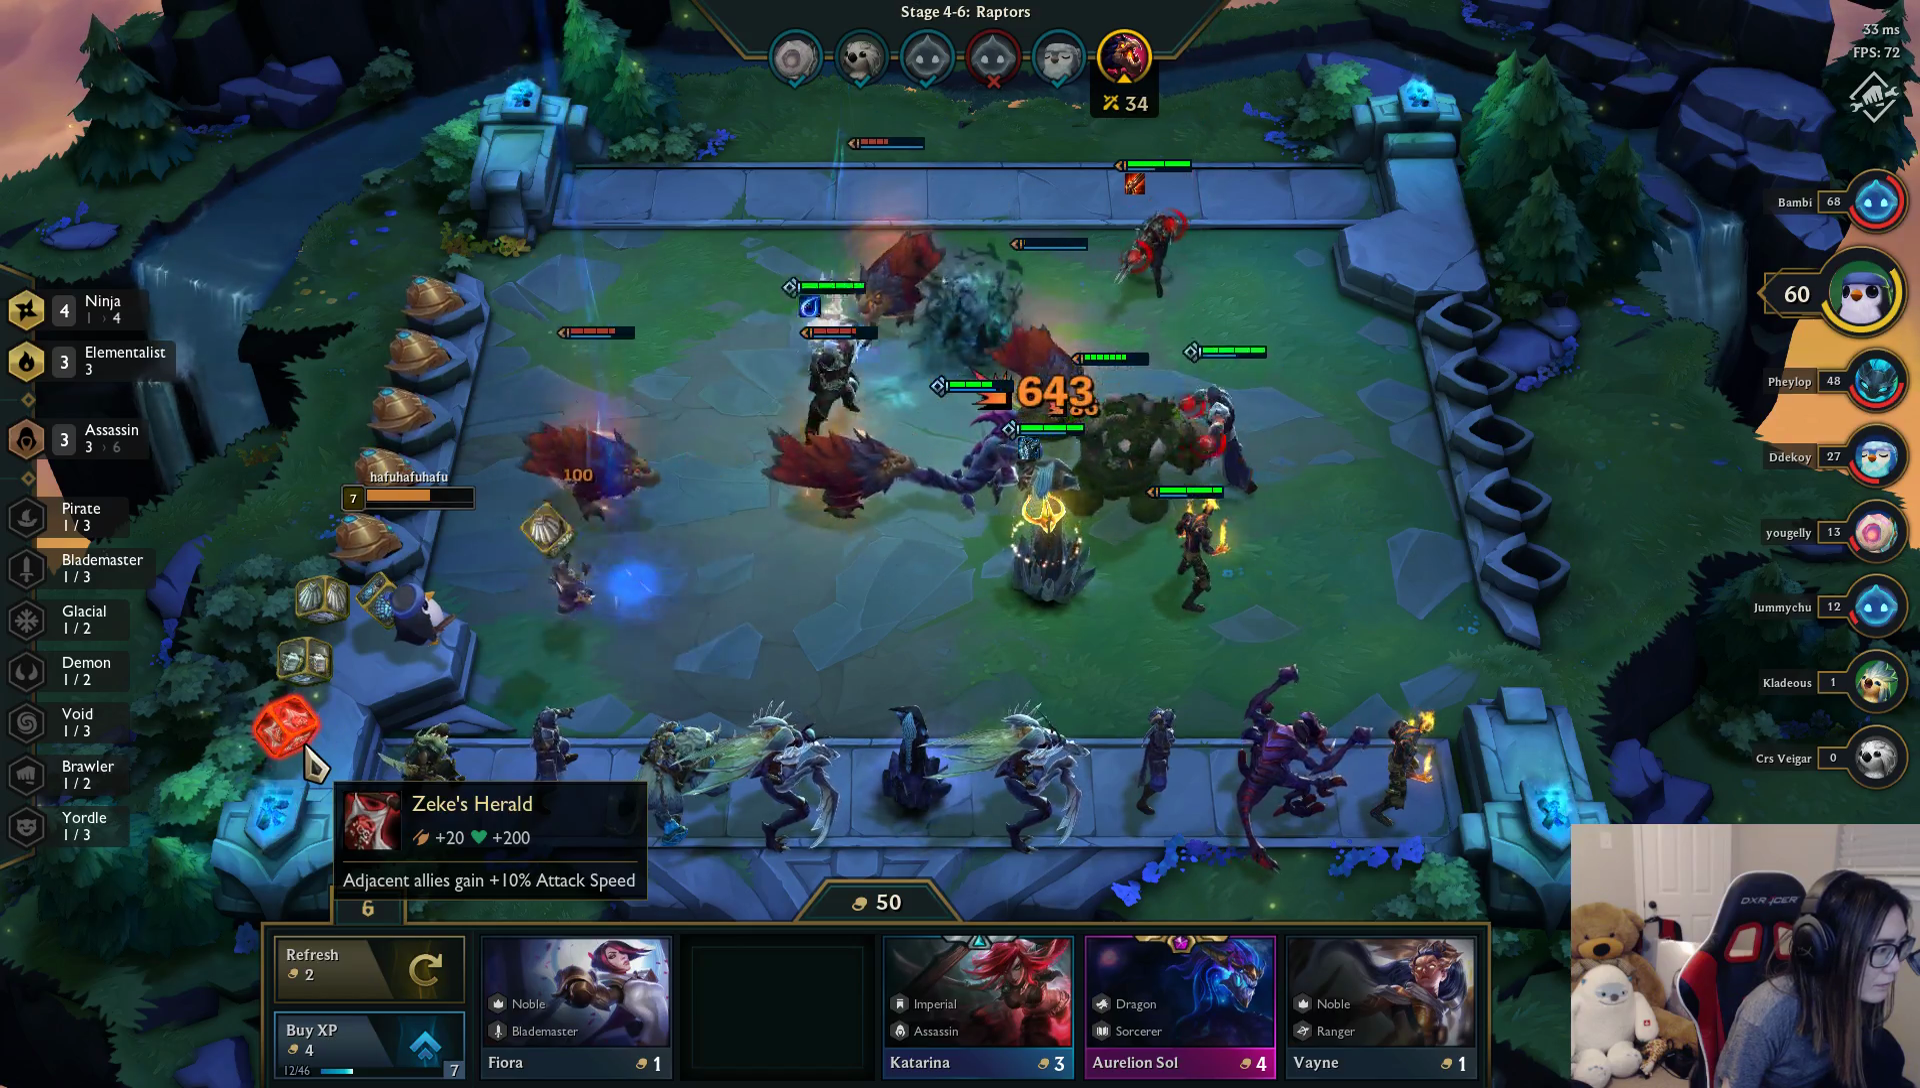 Stage 4-6: Raptors
33 ms
FPS: 72
34
Bambi 68
60
Pheylop 48
Ddekoy 27
yougelly 13
Jummychu 12
Kladeous 1
Crs Veigar 0
4 Ninja
1 › 4
3 Elementalist
3
3 Assassin
3 › 6
Pirate
1 / 3
Blademaster
1 / 3
Glacial
1 / 2
Demon
1 / 2
Void
1 / 3
Brawler
1 / 2
Yordle
1 / 3
hafuhafuhafu
7
100
643
Zeke's Herald
+20 +200
Adjacent allies gain +10% Attack Speed
6
50
Refresh
2
Buy XP
4
12/46
7
Noble
Blademaster
Fiora 1
Imperial
Assassin
Katarina 3
Dragon
Sorcerer
Aurelion Sol 4
Noble
Ranger
Vayne 1